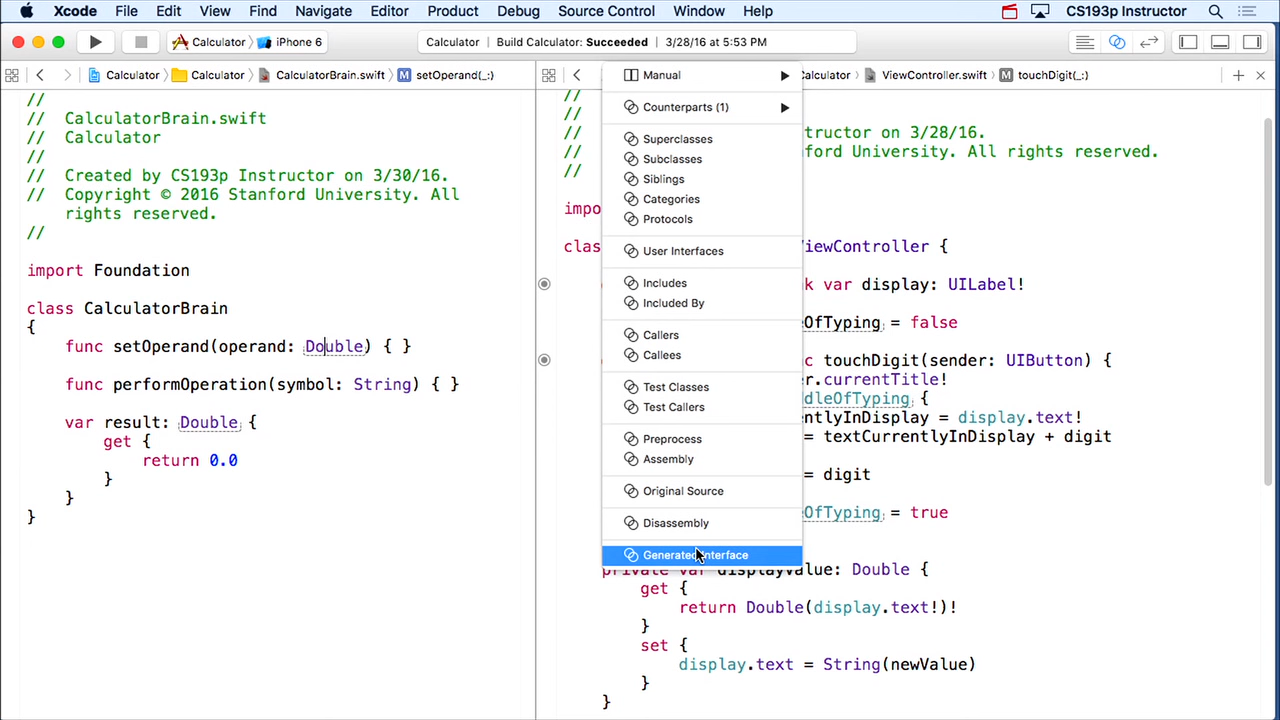 Xcode File Edit View Find Navigate Editor Product Debug Source Control Window Help CS193p Instructor
Calculator iPhone 6 Calculator Build Calculator: Succeeded 3/28/16 at 5:53 PM
Calculator Calculator CalculatorBrain.swift M setOperand(_:)
//
// CalculatorBrain.swift
// Calculator
//
// Created by CS193p Instructor on 3/30/16.
// Copyright © 2016 Stanford University. All
rights reserved.
//
import Foundation
class CalculatorBrain
{
func setOperand(operand: Double) { }
func performOperation(symbol: String) { }
var result: Double {
get {
return 0.0
}
}
}
Manual
Counterparts (1)
Superclasses
Subclasses
Siblings
Categories
Protocols
User Interfaces
Includes
Included By
Callers
Callees
Test Classes
Test Callers
Preprocess
Assembly
Original Source
Disassembly
Generated Interface
alculator ViewController.swift M touchDigit(_:)
//
//
//
//
//
structor on 3/28/16.
ford University. All rights reserved.
impo
clas iewController {
k var display: UILabel!
OfTyping = false
c touchDigit(sender: UIButton) {
r.currentTitle!
ddleOfTyping {
ntlyInDisplay = display.text!
= textCurrentlyInDisplay + digit
= digit
eOfTyping = true
private var displayValue: Double {
get {
return Double(display.text!)!
}
set {
display.text = String(newValue)
}
}